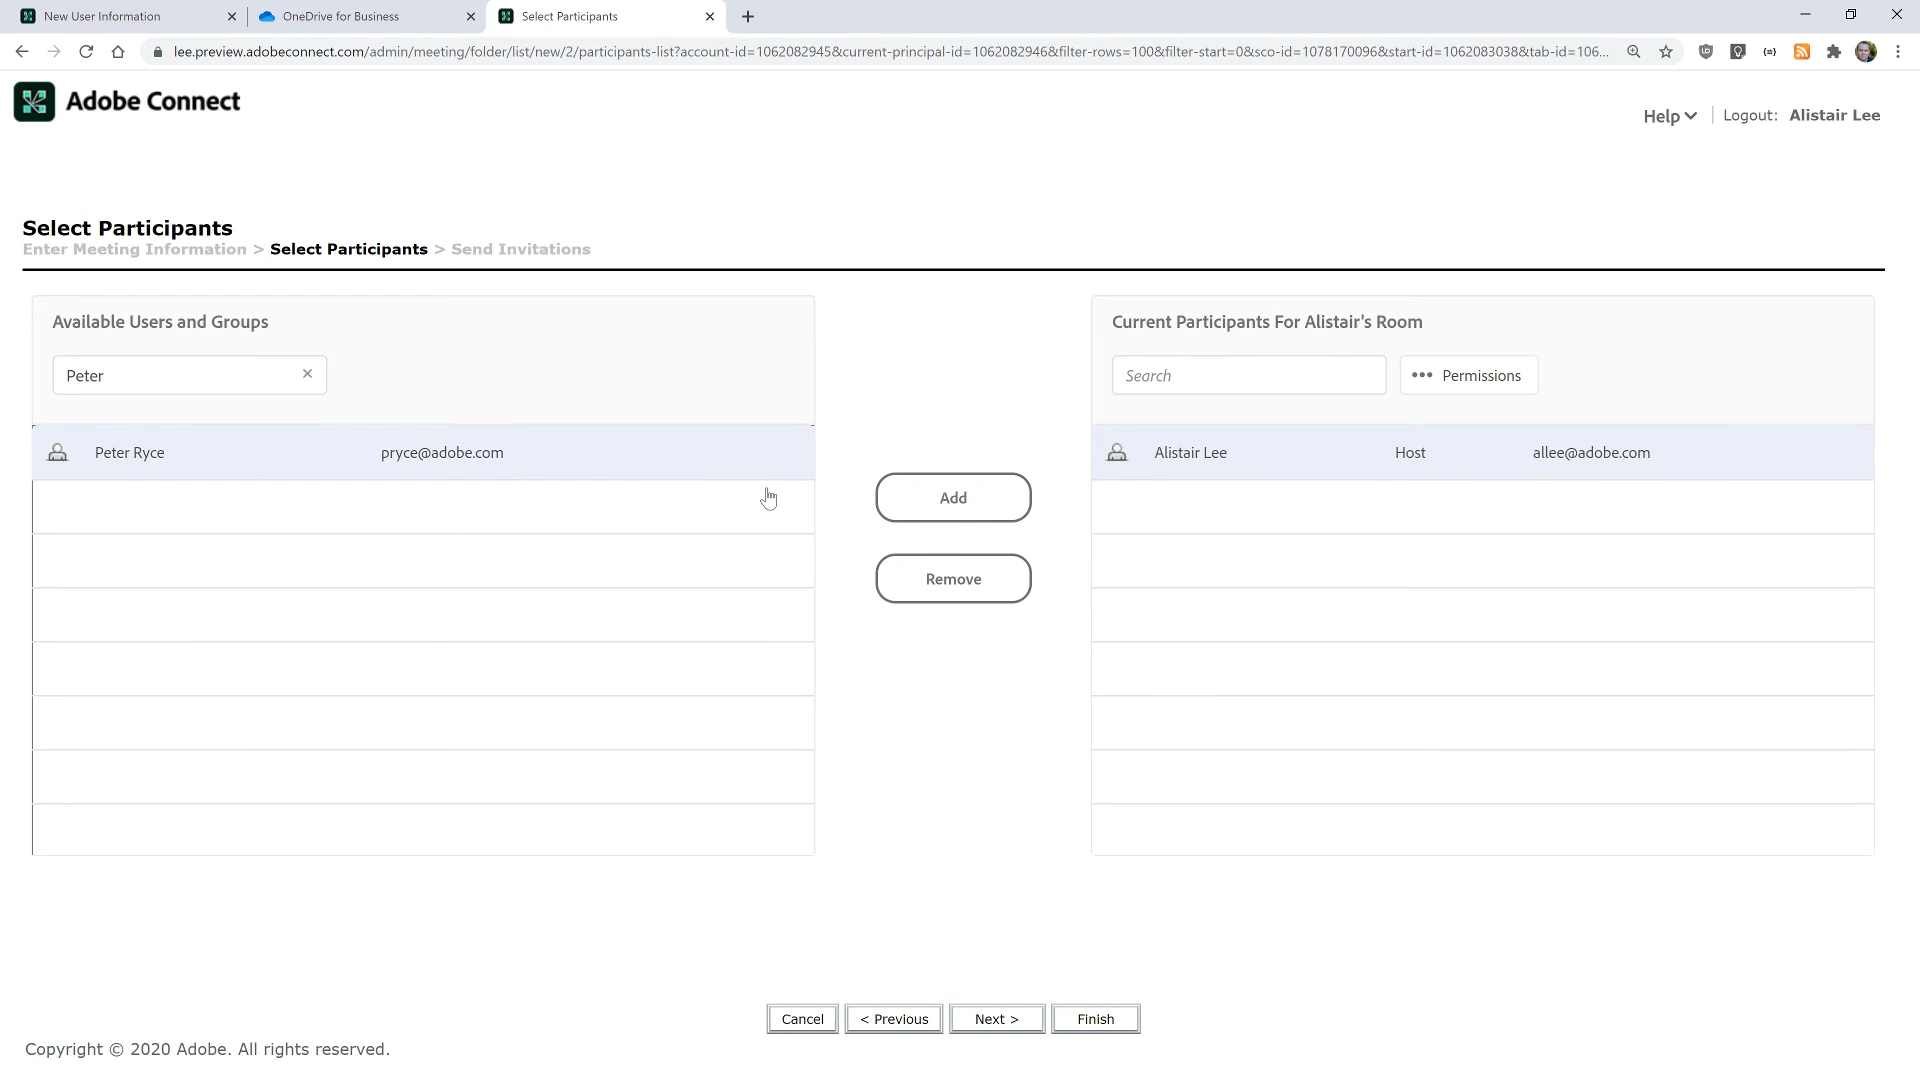 New User Information
OneDrive for Business
Select Participants
lee.preview.adobeconnect.com/admin/meeting/folder/list/new/2/participants-list?account-id=1062082945&current-principal-id=1062082946&filter-rows=100&filter-start=0&sco-id=1078170096&start-id=1062083038&tab-id=106...
Adobe Connect
Help
Logout: Alistair Lee
Select Participants
Enter Meeting Information > Select Participants > Send Invitations
Available Users and Groups
Peter
Peter Ryce pryce@adobe.com
Add
Remove
Current Participants For Alistair's Room
Search
••• Permissions
Alistair Lee Host allee@adobe.com
Cancel
< Previous
Next >
Finish
Copyright © 2020 Adobe. All rights reserved.